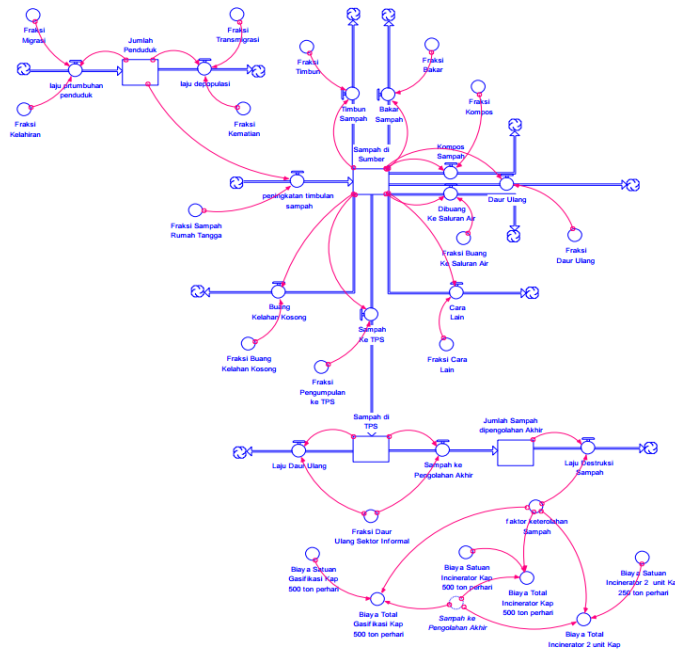 Fraksi
Migrasi
Jumlah
Penduduk
Fraksi
Transmigrasi
laju prtumbuhan
penduduk
laju depopulasi
Fraksi
Kelahiran
Fraksi
Kematian
Fraksi
Timbun
Fraksi
Bakar
Fraksi
Kompos
Timbun
Sampah
Bakar
Sampah
Sampah di
Sumber
Kompos
Sampah
peningkatan timbulan
sampah
Dibuang
Ke Saluran Air
Daur Ulang
Fraksi Sampah
Rumah Tangga
Fraksi Buang
Ke Saluran Air
Fraksi
Daur Ulang
Buang
Kelahan Kosong
Sampah
Ke TPS
Cara
Lain
Fraksi Buang
Kelahan Kosong
Fraksi
Pengumpulan
ke TPS
Fraksi Cara
Lain
Sampah di
TPS
Jumlah Sampah
dipengolahan Akhir
Laju Daur Ulang
Sampah ke
Pengolahan Akhir
Laju Destruksi
Sampah
Fraksi Daur
Ulang Sektor Informal
faktor keterolahan
Sampah
Biaya Satuan
Gasifikasi Kap
500 ton perhari
Biaya Satuan
Incinerator Kap
500 ton perhari
Biaya Satuan
Incinerator 2 unit Ka
250 ton perhari
Biaya Total
Gasifikasi Kap
500 ton perhari
Sampah ke
Pengolahan Akhir
Biaya Total
Incinerator Kap
500 ton perhari
Biaya Total
Incinerator 2 unit Kap